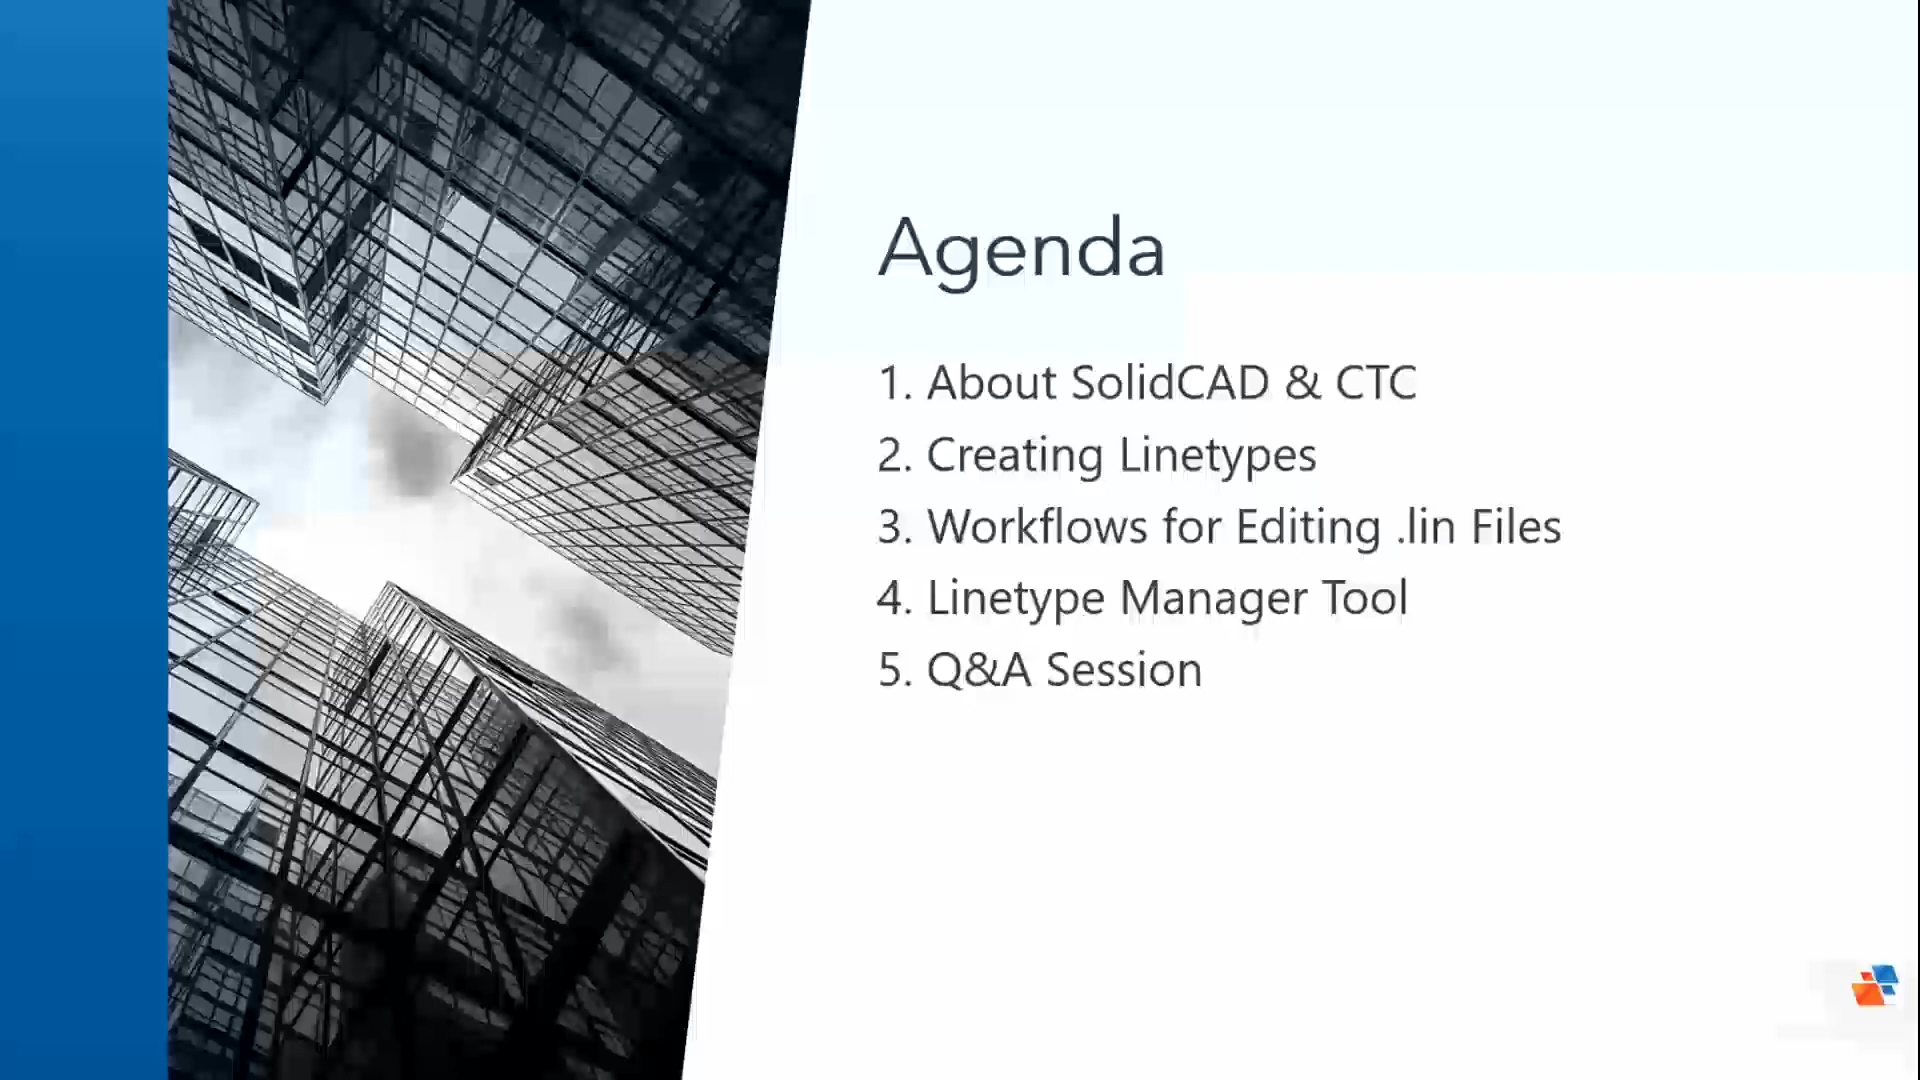 Agenda
1. About SolidCAD & CTC
2. Creating Linetypes
3. Workflows for Editing .lin Files
4. Linetype Manager Tool
5. Q&A Session